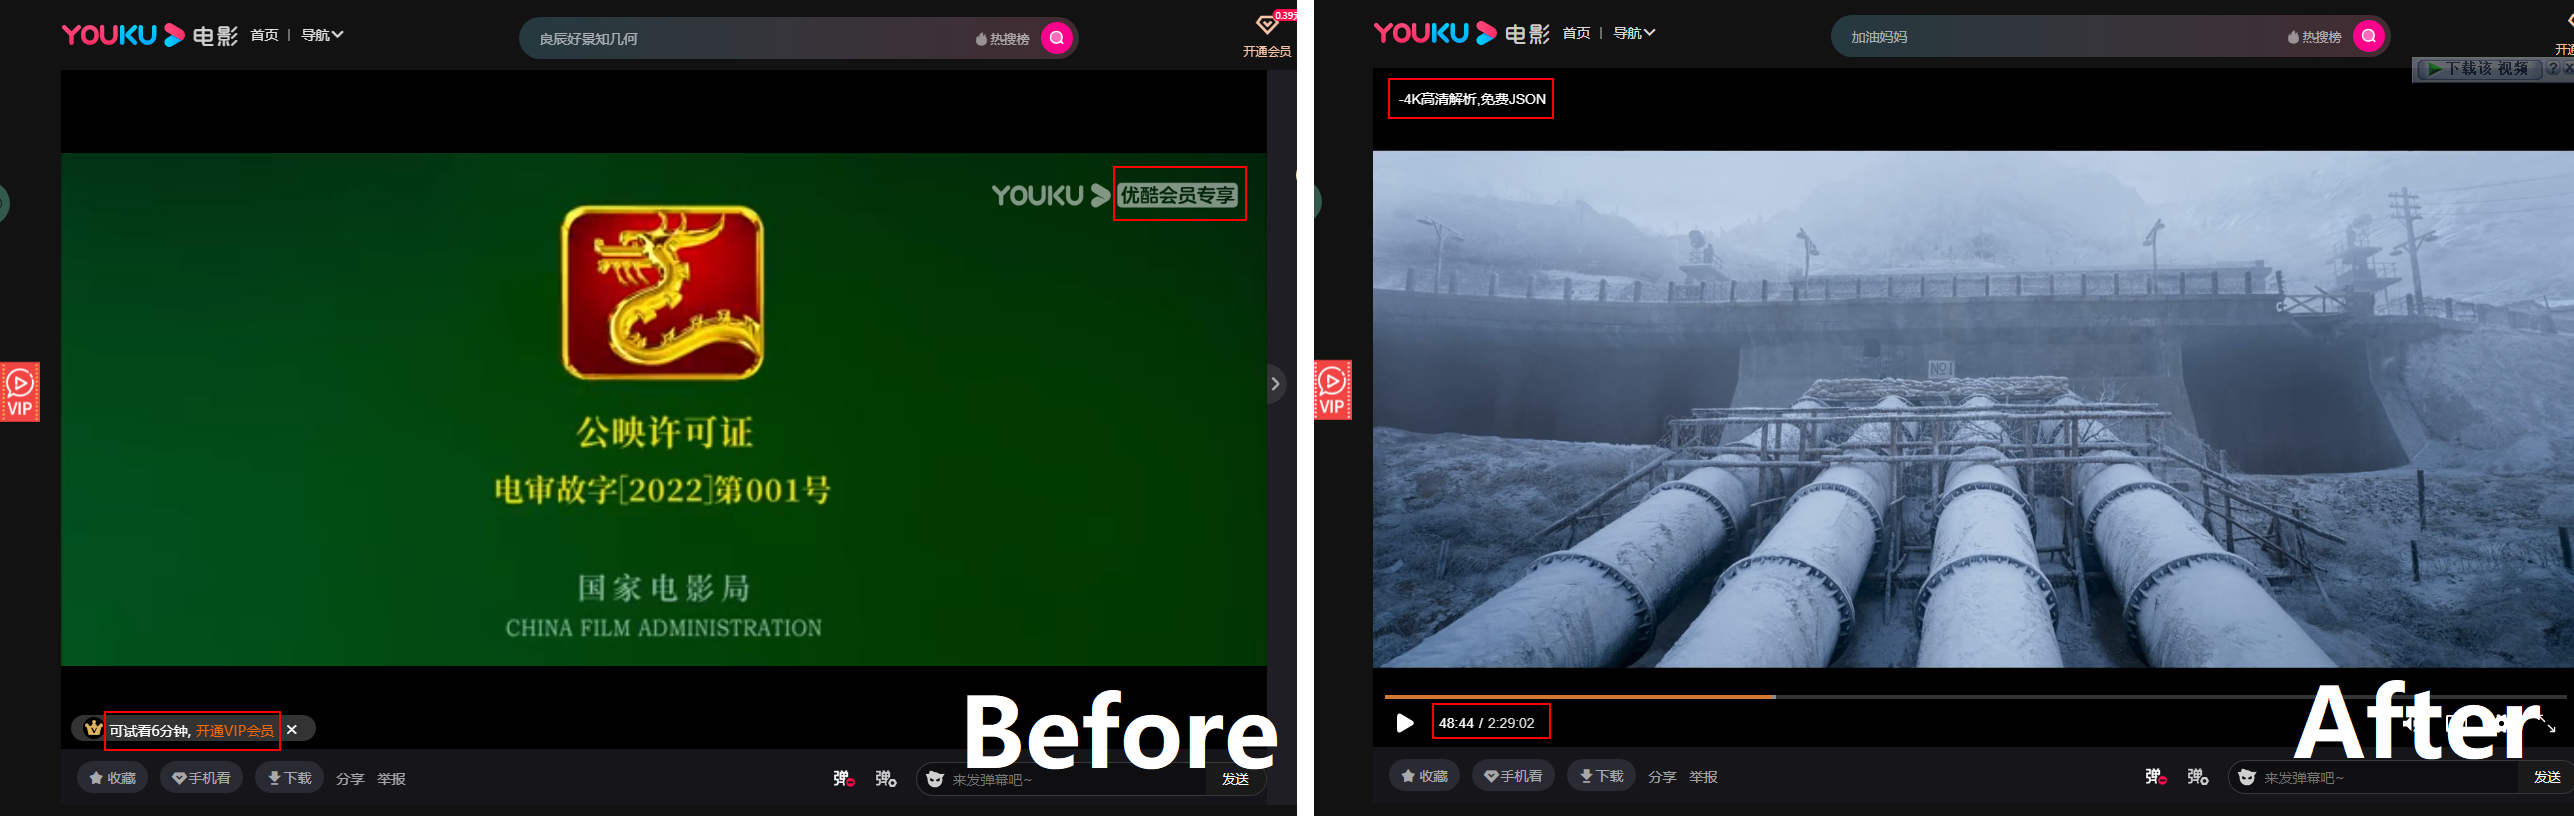 YOUKU 电影 首页 | 导航
良辰好景知几何 热搜榜
0.39元
开通会员
YOUKU 优酷会员专享
公映许可证
电审故字[2022]第001号
国家电影局
CHINA FILM ADMINISTRATION
VIP
可试看6分钟, 开通VIP会员 ×
Before
收藏 手机看 下载 分享 举报
弹 弹 来发弹幕吧~ 发送
YOUKU 电影 首页 | 导航
加油妈妈 热搜榜
开通
下载该 视频 ? X
-4K高清解析,免费JSON
NO1
VIP
48:44 / 2:29:02
After
收藏 手机看 下载 分享 举报
弹 弹 来发弹幕吧~ 发送